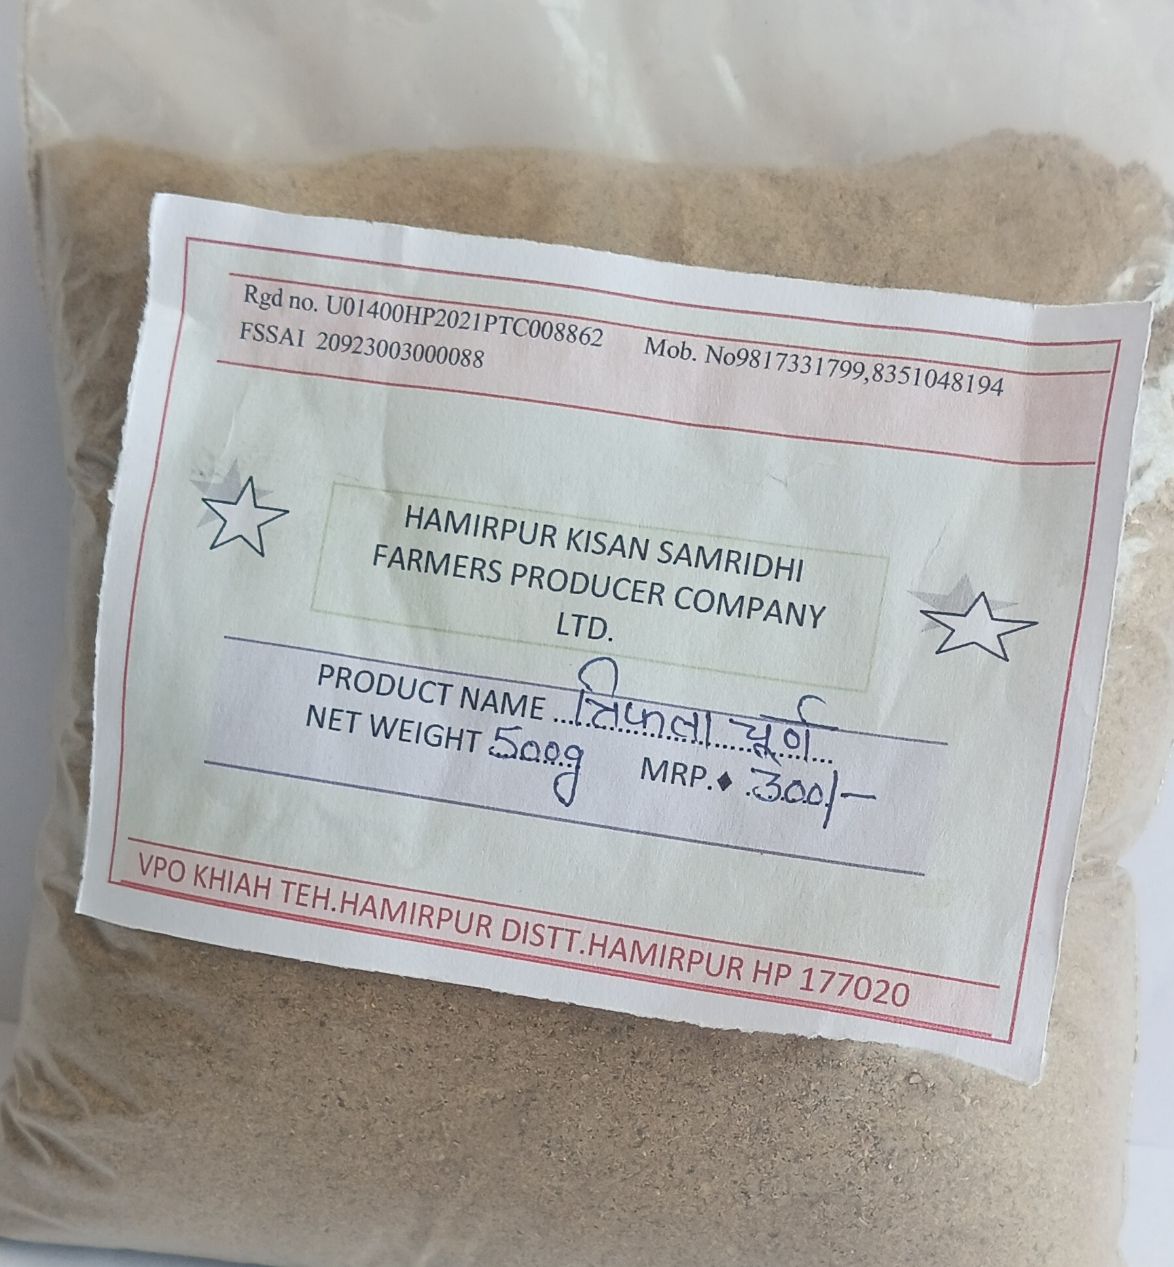 Rgd no. U01400HP2021PTC008862 Mob. No9817331799,8351048194
FSSAI 20923003000088
HAMIRPUR KISAN SAMRIDHI
FARMERS PRODUCER COMPANY
LTD.
PRODUCT NAME ...त्रिफला चूर्ण...
NET WEIGHT 500g MRP.♦ 300/-
VPO KHIAH TEH.HAMIRPUR DISTT.HAMIRPUR HP 177020